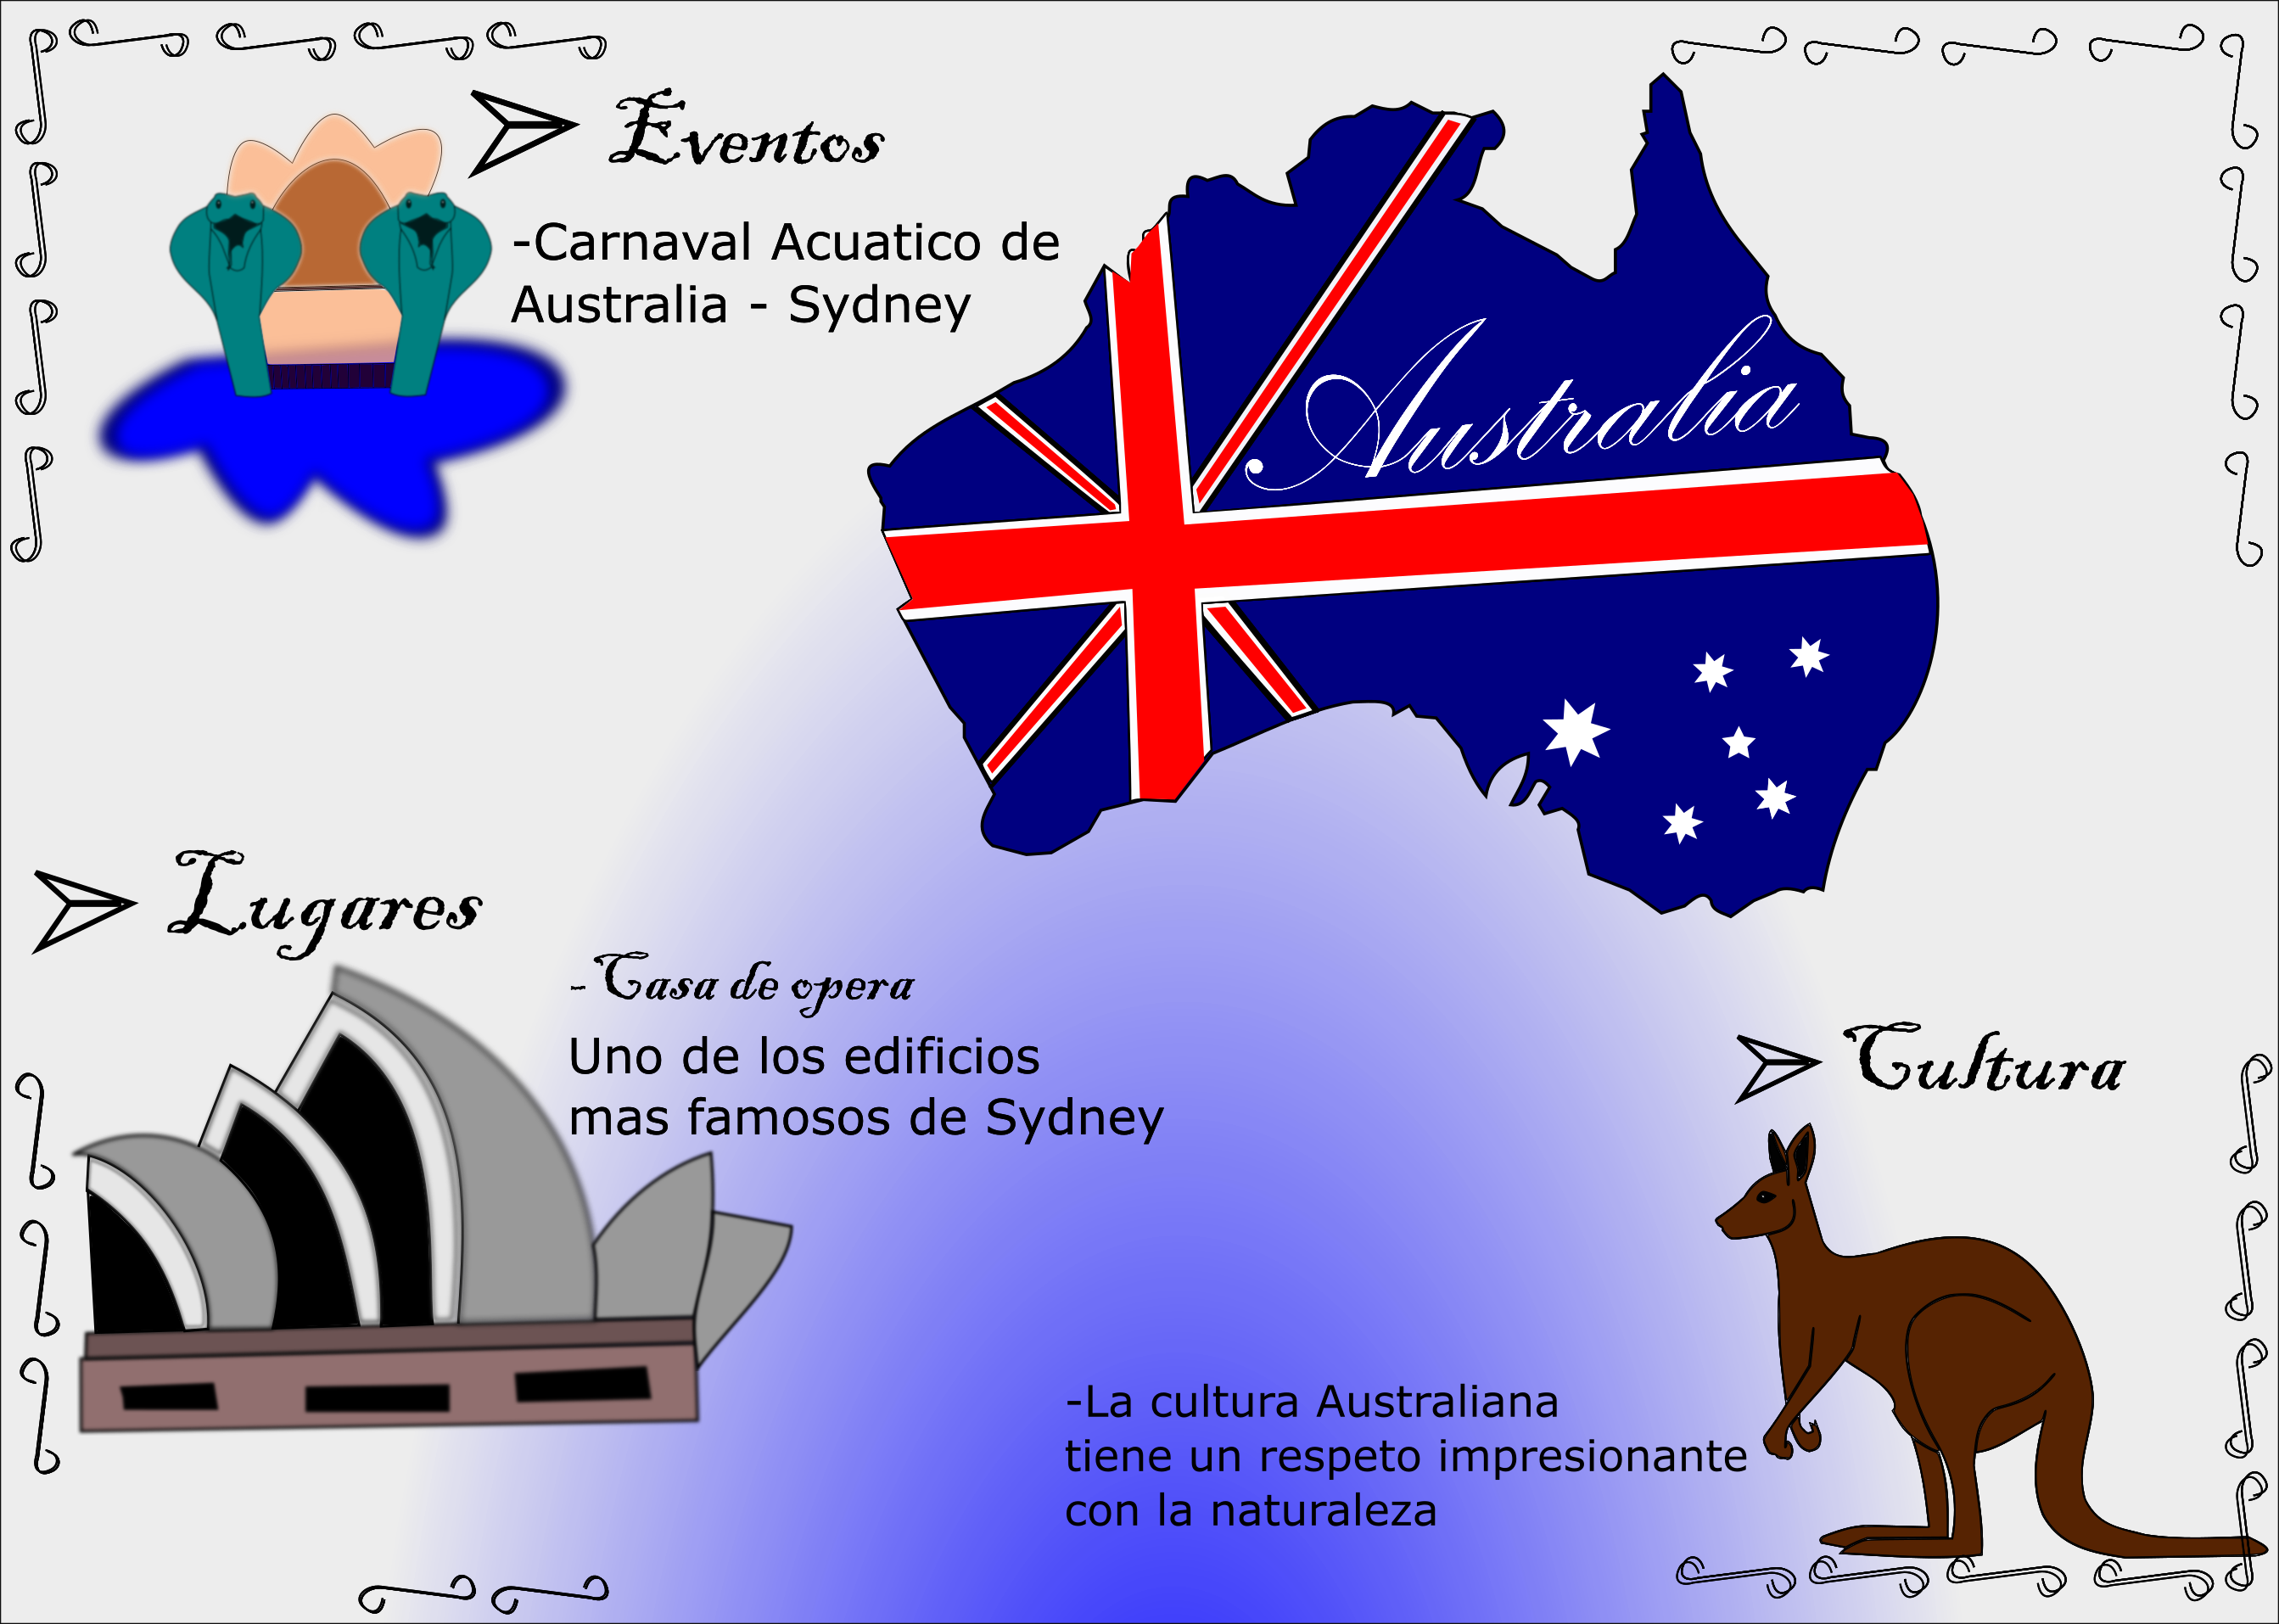 Eventos
-Carnaval Acuatico de
Australia - Sydney
Australia
Lugares
-Casa de opera
Uno de los edificios
mas famosos de Sydney
Cultura
-La cultura Australiana
tiene un respeto impresionante
con la naturaleza